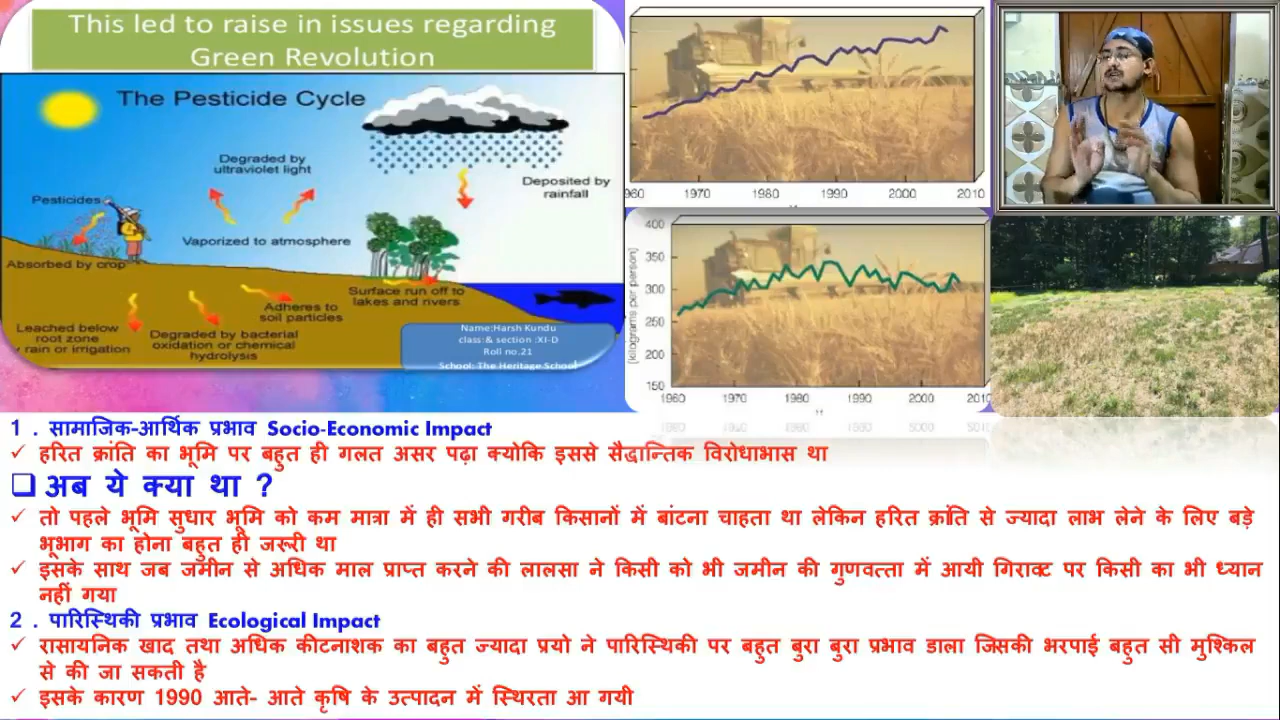 This led to raise in issues regarding
Green Revolution
The Pesticide Cycle
Degraded by
ultraviolet light
Deposited by
rainfall
Pesticides
Vaporized to atmosphere
Absorbed by crop
Surface run off to
lakes and rivers
Adheres to
soil particles
Leached below
root zone
rain or irrigation
Degraded by bacterial
oxidation or chemical
hydrolysis
Name:Harsh Kundu
class:& section :XI-D
Roll no.21
School: The Heritage School
960 1970 1980 1990 2000 2010
(kilograms per person)
400
350
300
250
200
150
1960 1970 1980 1990 2000 2010
1 . सामाजिक-आर्थिक प्रभाव Socio-Economic Impact
✓ हरित क्रांति का भूमि पर बहुत ही गलत असर पढ़ा क्योकि इससे सैद्धान्तिक विरोधाभास था
❑ अब ये क्या था ?
✓ तो पहले भूमि सुधार भूमि को कम मात्रा में ही सभी गरीब किसानों में बांटना चाहता था लेकिन हरित क्रांति से ज्यादा लाभ लेने के लिए बड़े
भूभाग का होना बहुत ही जरूरी था
✓ इसके साथ जब जमीन से अधिक माल प्राप्त करने की लालसा ने किसी को भी जमीन की गुणवत्ता में आयी गिरावट पर किसी का भी ध्यान
नहीं गया
2 . पारिस्थिकी प्रभाव Ecological Impact
✓ रासायनिक खाद तथा अधिक कीटनाशक का बहुत ज्यादा प्रयो ने पारिस्थिकी पर बहुत बुरा बुरा प्रभाव डाला जिसकी भरपाई बहुत सी मुश्किल
से की जा सकती है
✓ इसके कारण 1990 आते- आते कृषि के उत्पादन में स्थिरता आ गयी